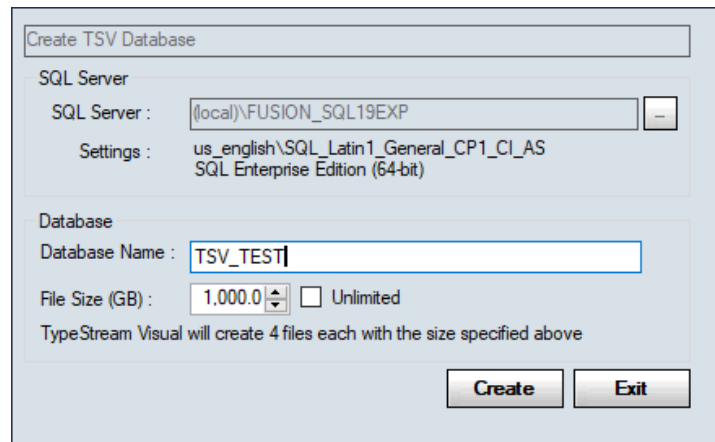 Create TSV Database
SQL Server
SQL Server : (local)\FUSION_SQL19EXP ...
Settings : us_english\SQL_Latin1_General_CP1_CI_AS
SQL Enterprise Edition (64-bit)
Database
Database Name : TSV_TEST
File Size (GB) : 1,000.0 Unlimited
TypeStream Visual will create 4 files each with the size specified above
Create Exit